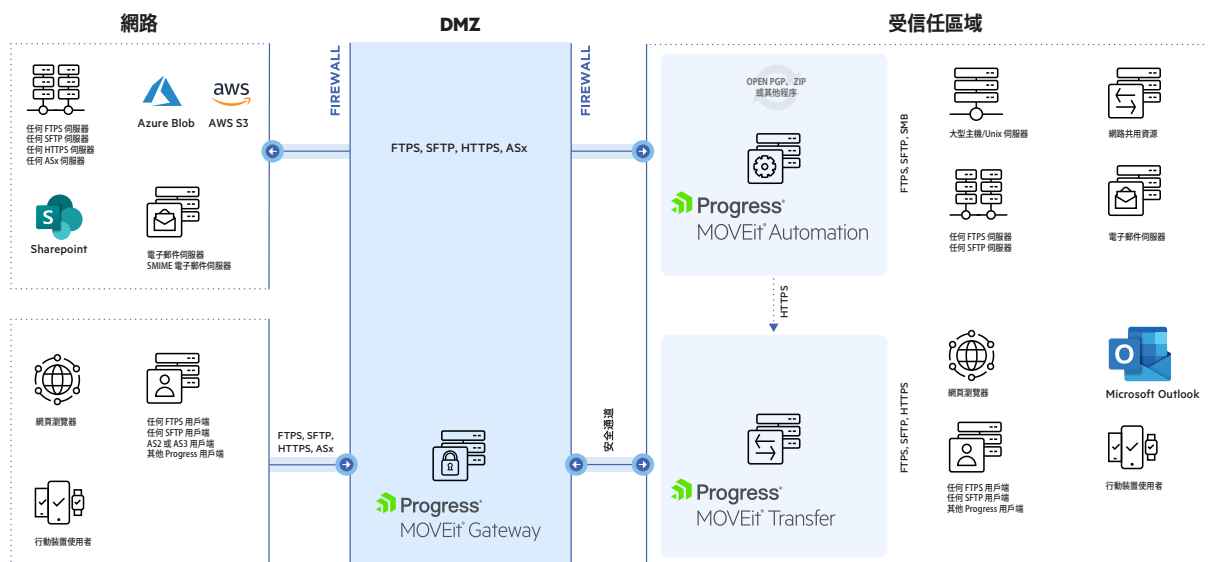 網路
DMZ
受信任區域
FIREWALL
FIREWALL
任何 FTPS 伺服器
任何 SFTP 伺服器
任何 HTTPS 伺服器
任何 ASx 伺服器
Azure Blob
aws
AWS S3
S
Sharepoint
電子郵件伺服器
SMIME 電子郵件伺服器
FTPS, SFTP, HTTPS, ASx
OPEN PGP、ZIP
或其他程序
Progress®
MOVEit® Automation
FTPS, SFTP, SMB
大型主機/Unix 伺服器
網路共用資源
任何 FTPS 伺服器
任何 SFTP 伺服器
電子郵件伺服器
HTTPS
網頁瀏覽器
任何 FTPS 用戶端
任何 SFTP 用戶端
AS2 或 AS3 用戶端
其他 Progress 用戶端
行動裝置使用者
FTPS, SFTP,
HTTPS, ASx
Progress®
MOVEit® Gateway
安全通道
Progress®
MOVEit® Transfer
FTPS, SFTP, HTTPS
網頁瀏覽器
O
Microsoft Outlook
任何 FTPS 用戶端
任何 SFTP 用戶端
其他 Progress 用戶端
行動裝置使用者